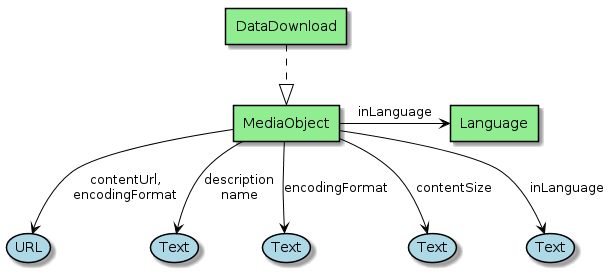 DataDownload
MediaObject
inLanguage
Language
contentUrl,
encodingFormat
description
name
encodingFormat
contentSize
inLanguage
URL
Text
Text
Text
Text